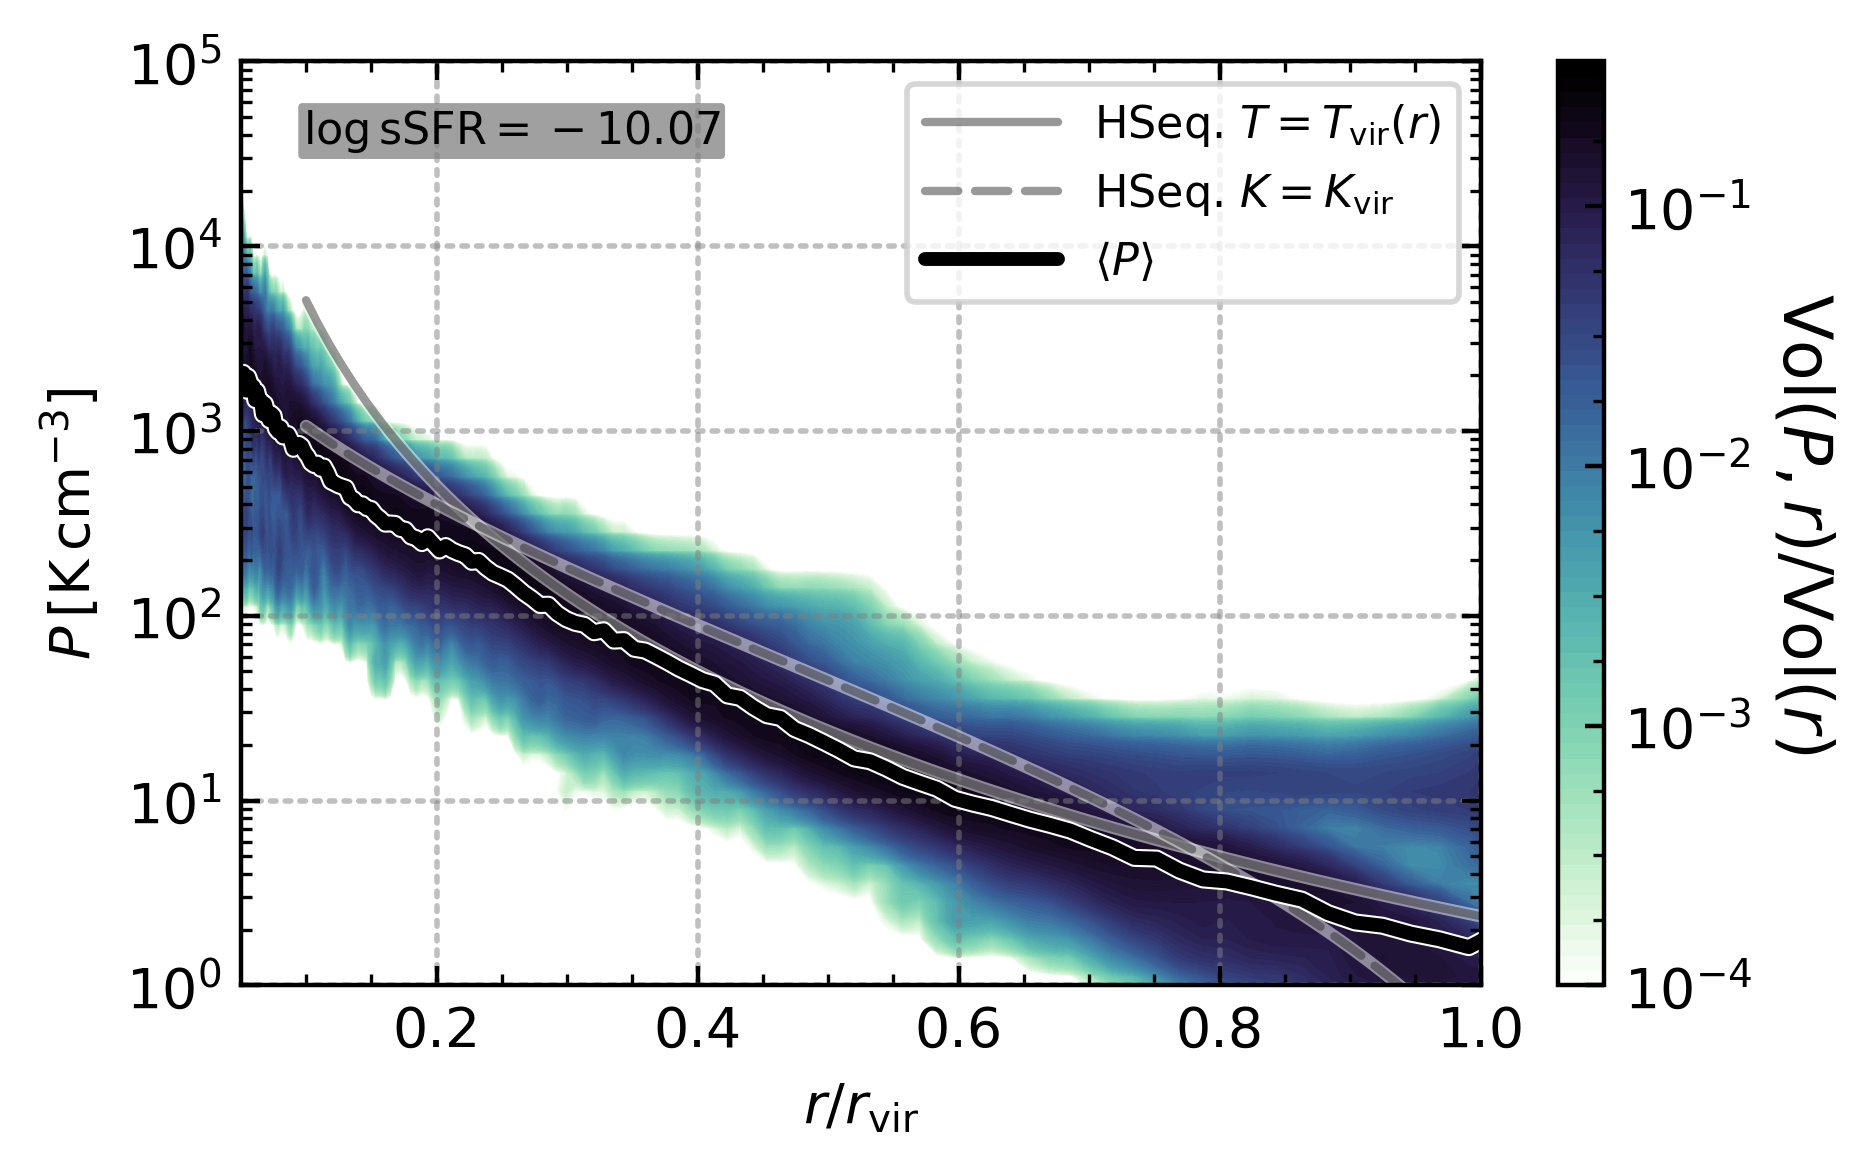 log sSFR = −10.07
HSeq. T = T_vir(r)
HSeq. K = K_vir
⟨P⟩
10^5
10^4
10^3
10^2
10^1
10^0
P [K cm^−3]
0.2 0.4 0.6 0.8 1.0
r/r_vir
10^−1
10^−2
10^−3
10^−4
Vol(P, r)/Vol(r)